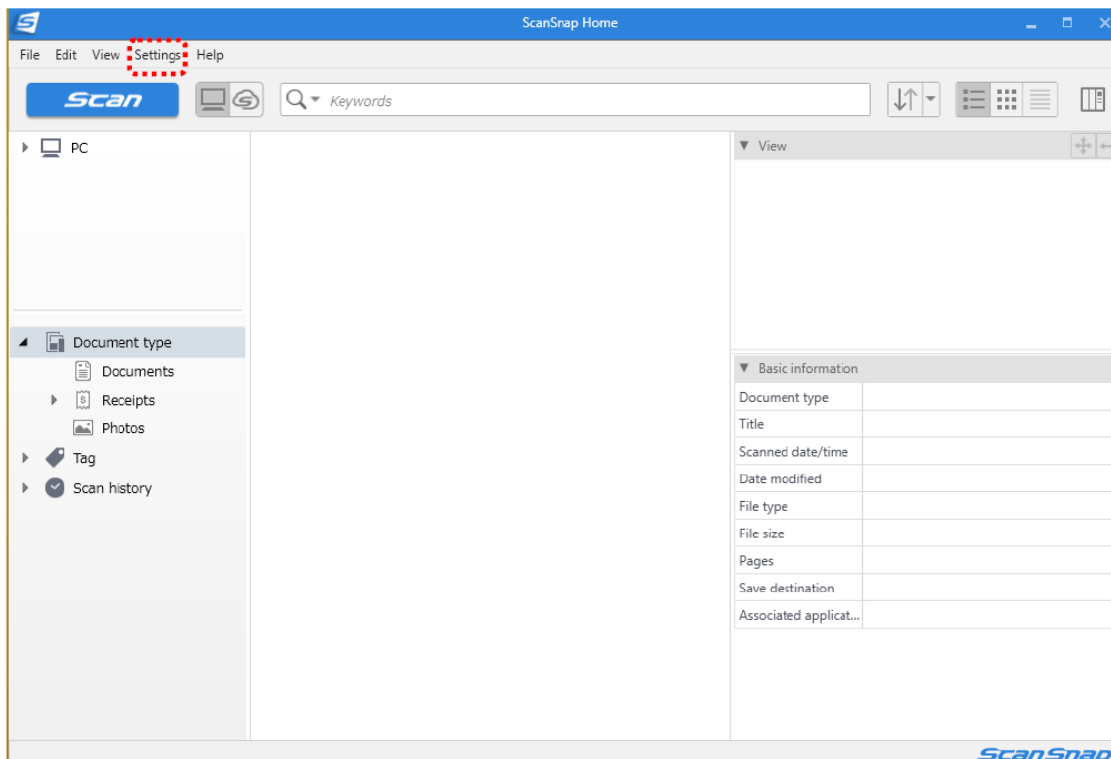 ScanSnap Home
File Edit View Settings Help
Scan
Keywords
PC
Document type
Documents
Receipts
Photos
Tag
Scan history
View
Basic information
Document type
Title
Scanned date/time
Date modified
File type
File size
Pages
Save destination
Associated applicat...
ScanSnap